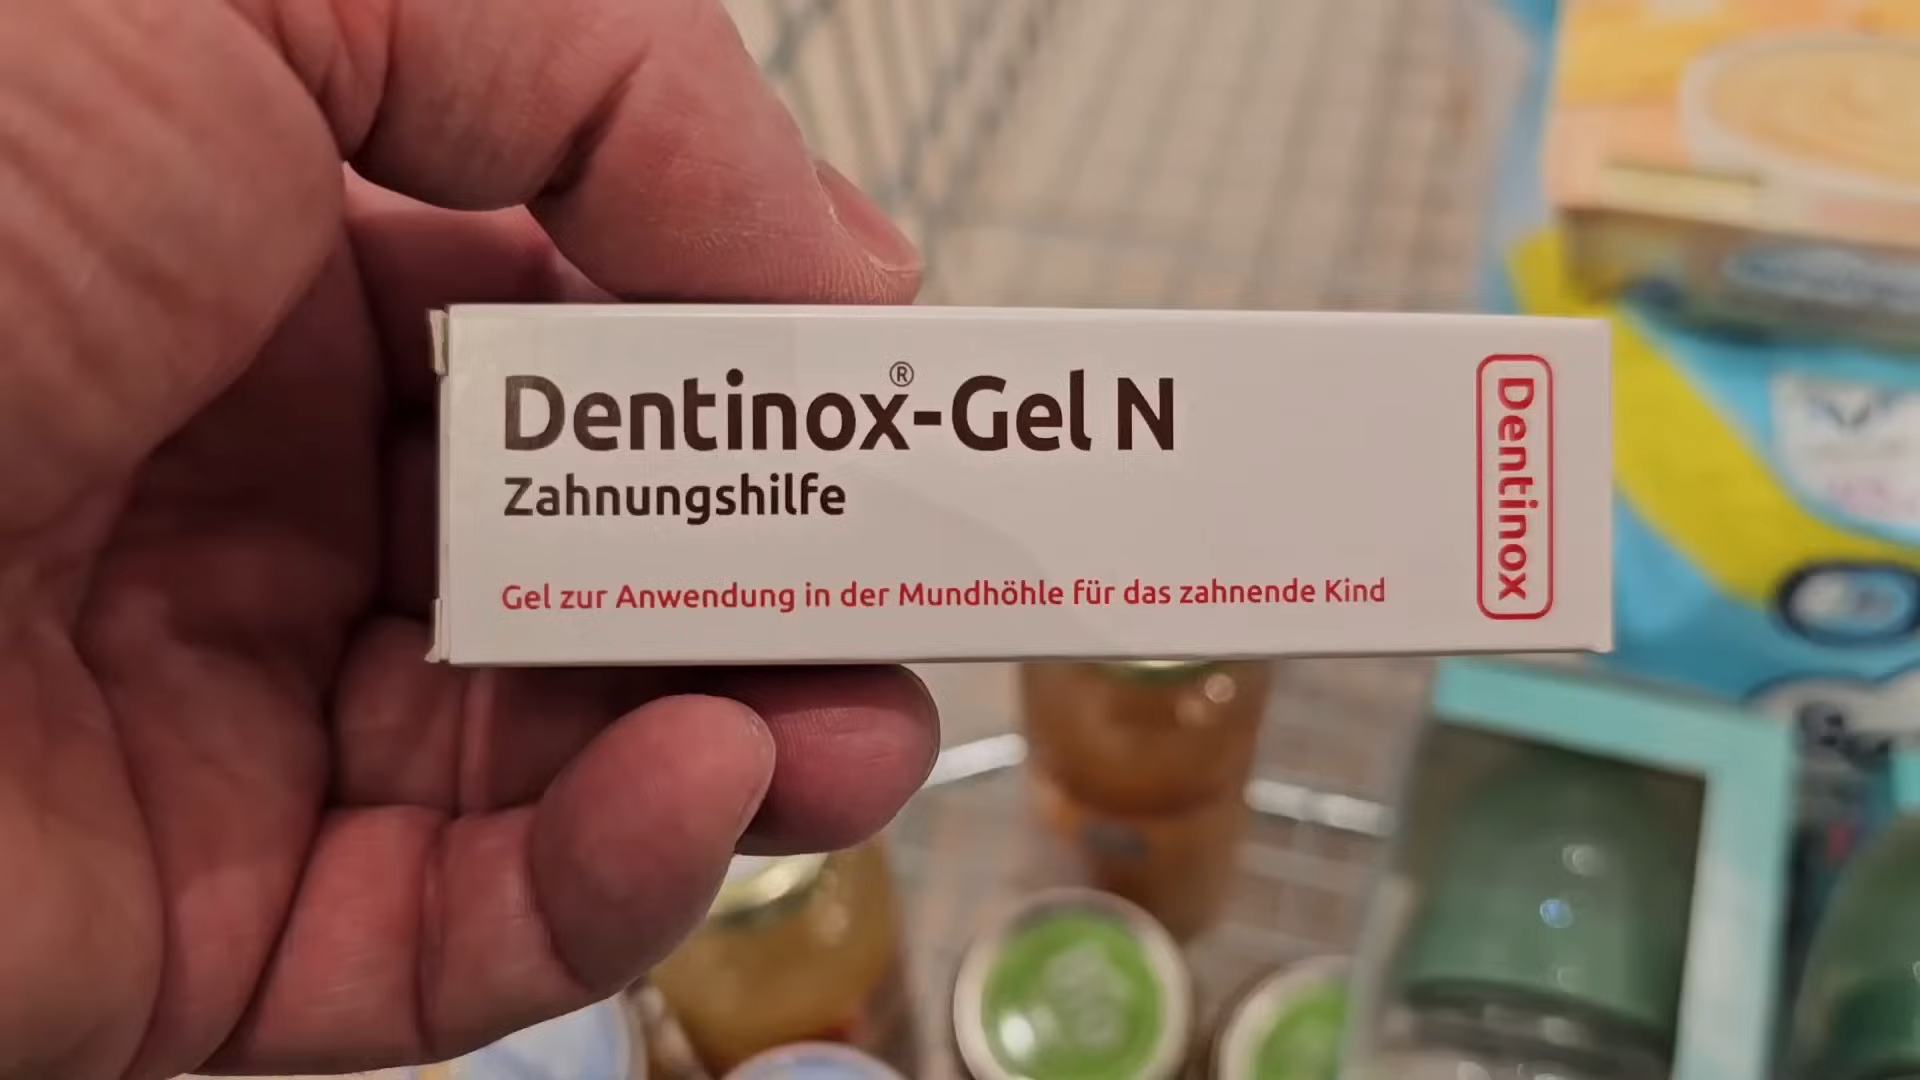 Dentinox®-Gel N
Zahnungshilfe
Gel zur Anwendung in der Mundhöhle für das zahnende Kind
Dentinox